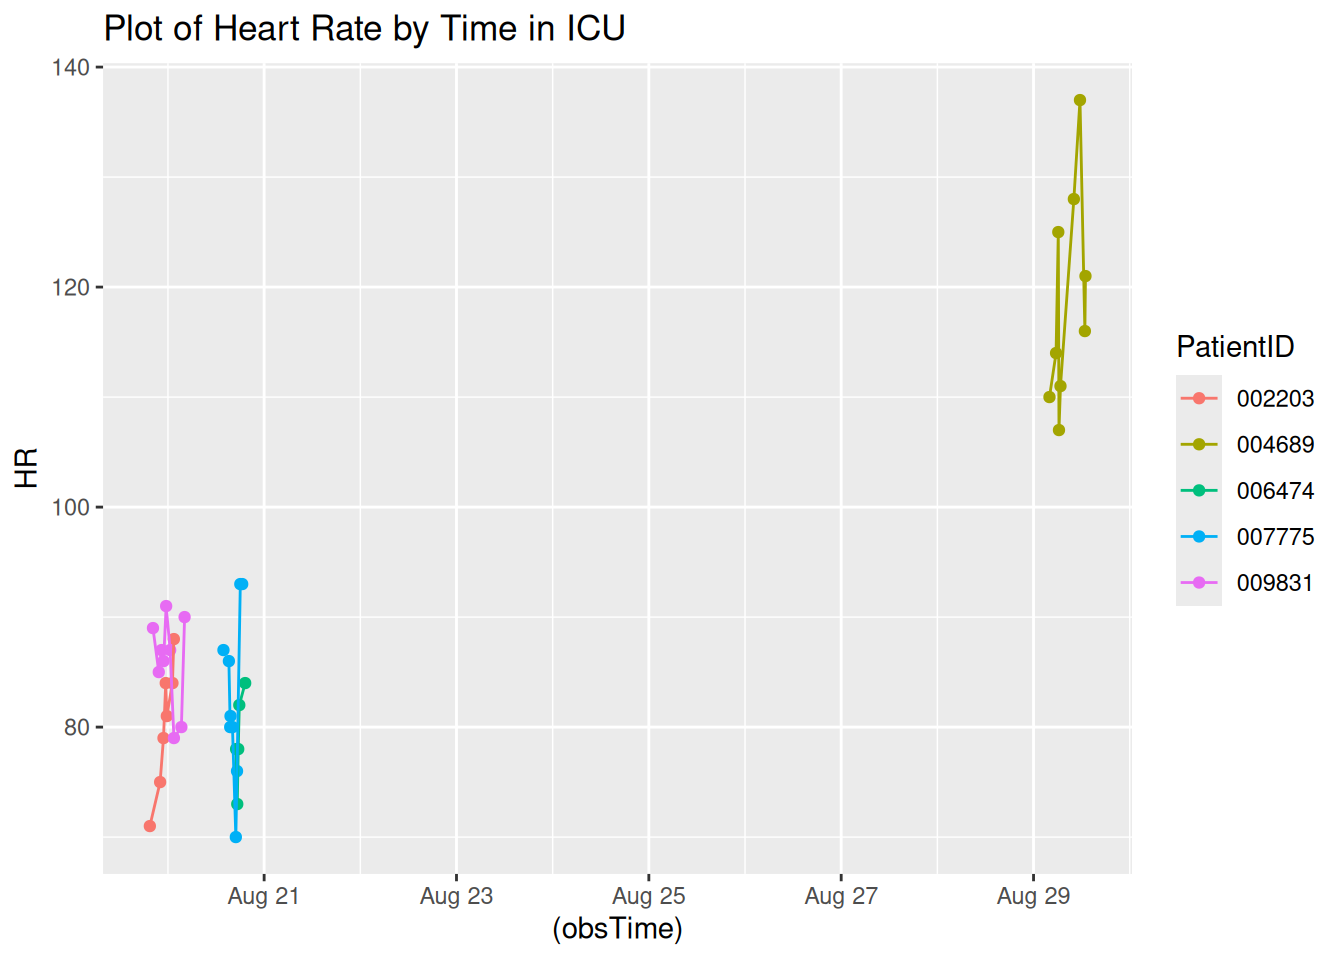 Plot of Heart Rate by Time in ICU
140
120
100
80
HR
Aug 21
Aug 23
Aug 25
Aug 27
Aug 29
(obsTime)
PatientID
002203
004689
006474
007775
009831